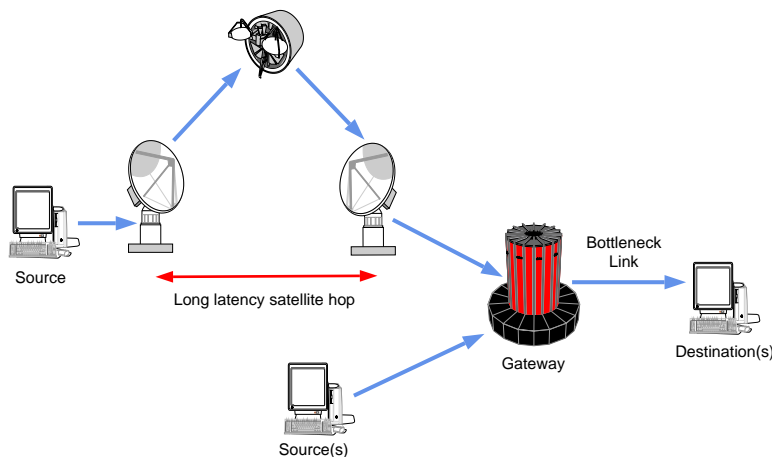 Source
Long latency satellite hop
Bottleneck
Link
Gateway
Destination(s)
Source(s)